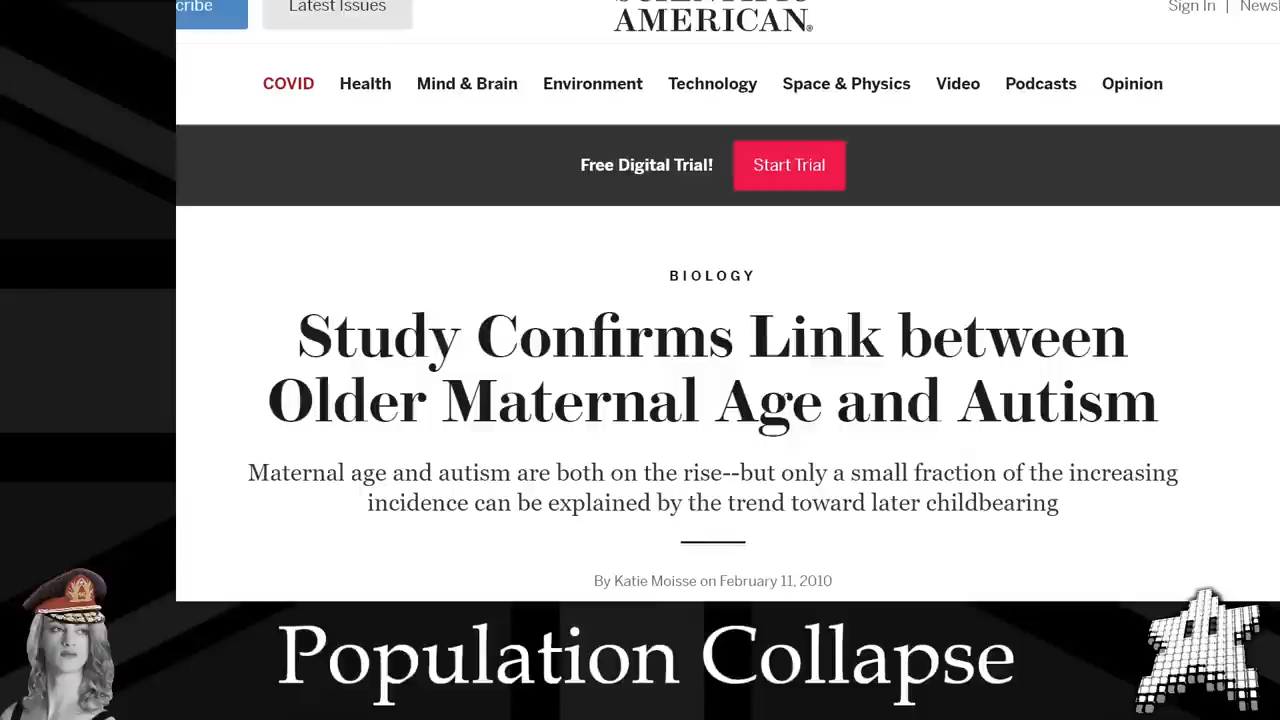 cribe
Latest Issues
AMERICAN®
Sign In | Newsl
COVID Health Mind & Brain Environment Technology Space & Physics Video Podcasts Opinion
Free Digital Trial! Start Trial
BIOLOGY
Study Confirms Link between
Older Maternal Age and Autism
Maternal age and autism are both on the rise--but only a small fraction of the increasing
incidence can be explained by the trend toward later childbearing
By Katie Moisse on February 11, 2010
Population Collapse